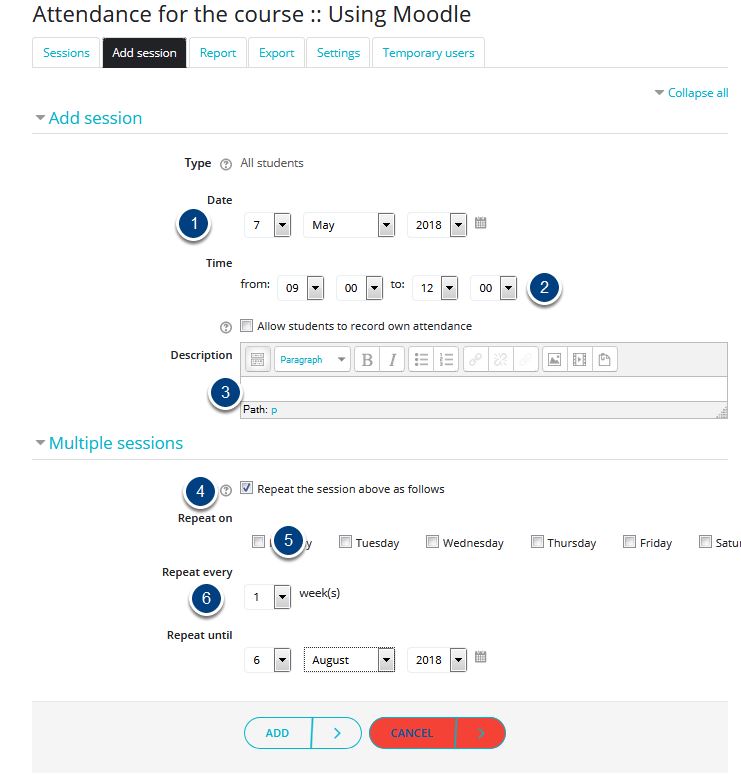 Attendance for the course :: Using Moodle
Sessions Add session Report Export Settings Temporary users
Collapse all
Add session
Type ? All students
Date
1 7 May 2018
Time
from: 09 00 to: 12 00 2
? Allow students to record own attendance
Description Paragraph B I
3
Path: p
Multiple sessions
4 ? Repeat the session above as follows
Repeat on
5 Tuesday Wednesday Thursday Friday Satur
Repeat every
6 1 week(s)
Repeat until
6 August 2018
ADD > CANCEL >